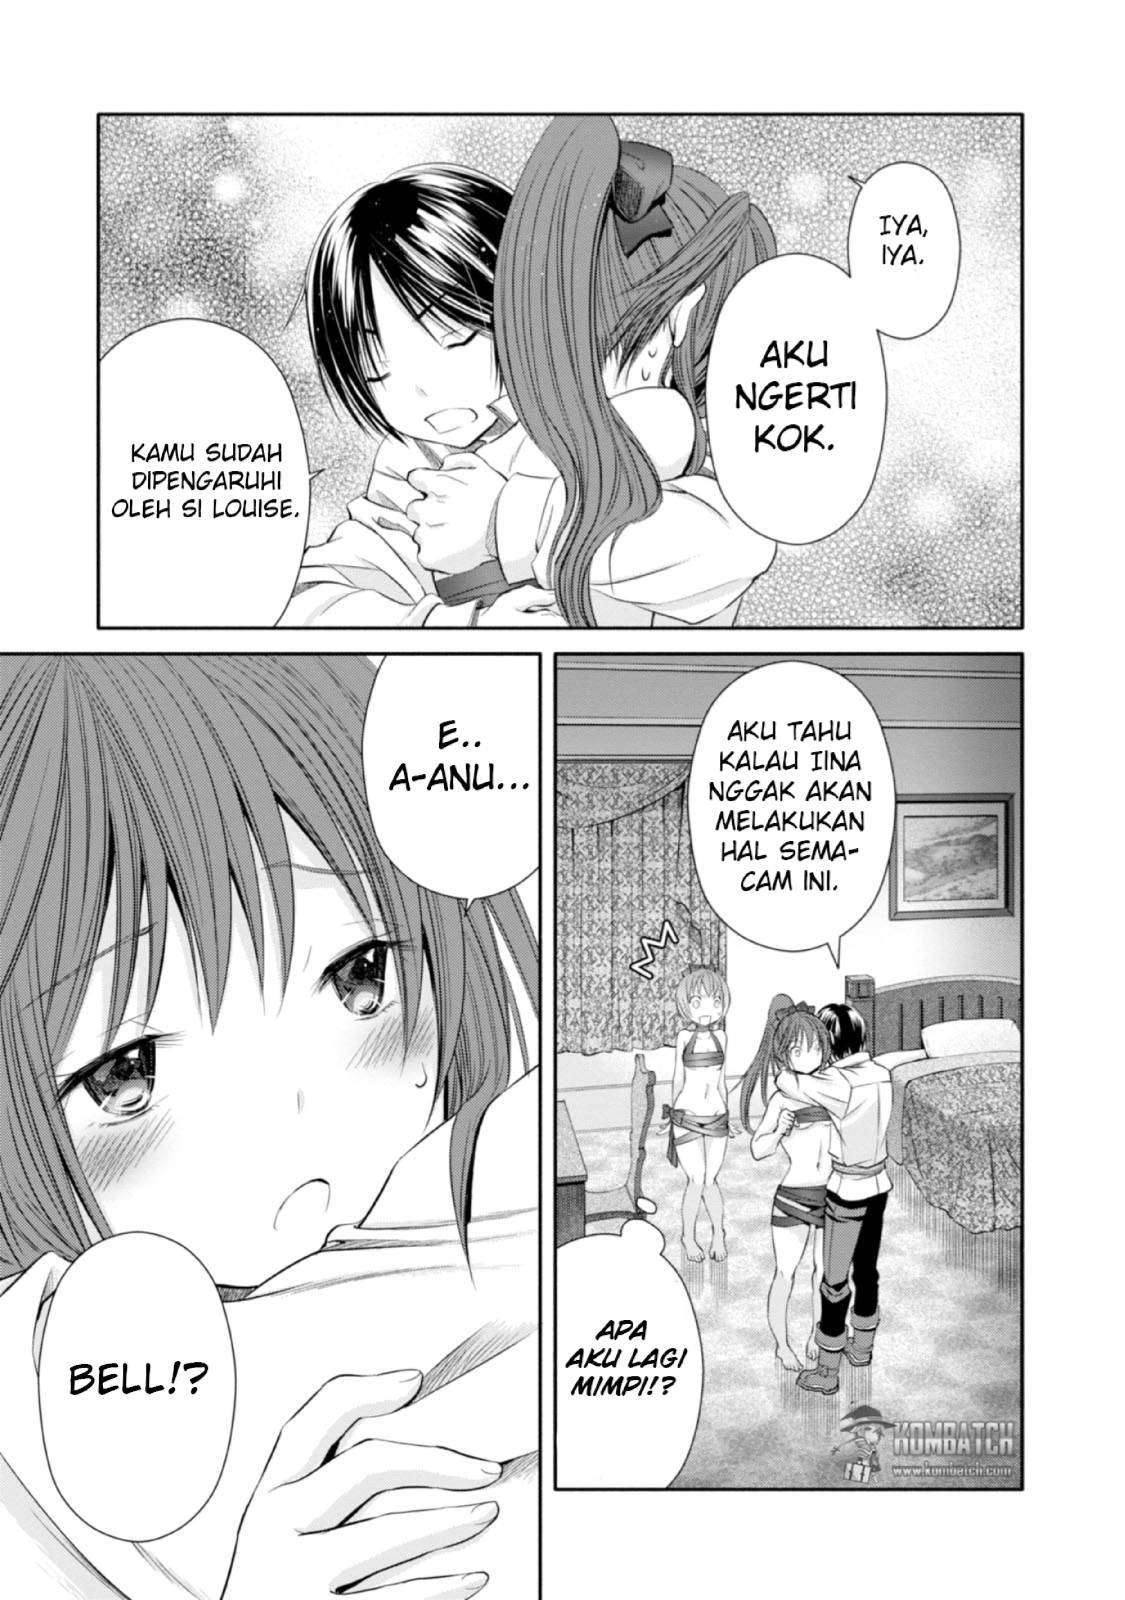 IYA,
IYA.
AKU
NGERTI
KOK.
KAMU SUDAH
DIPENGARUHI
OLEH SI LOUISE.
AKU TAHU
KALAU IINA
NGGAK AKAN
MELAKUKAN
HAL SEMA-
CAM INI.
APA
AKU LAGI
MIMPI!?
KOMBATCH
www.kombatch.com
E..
A-ANU...
BELL!?